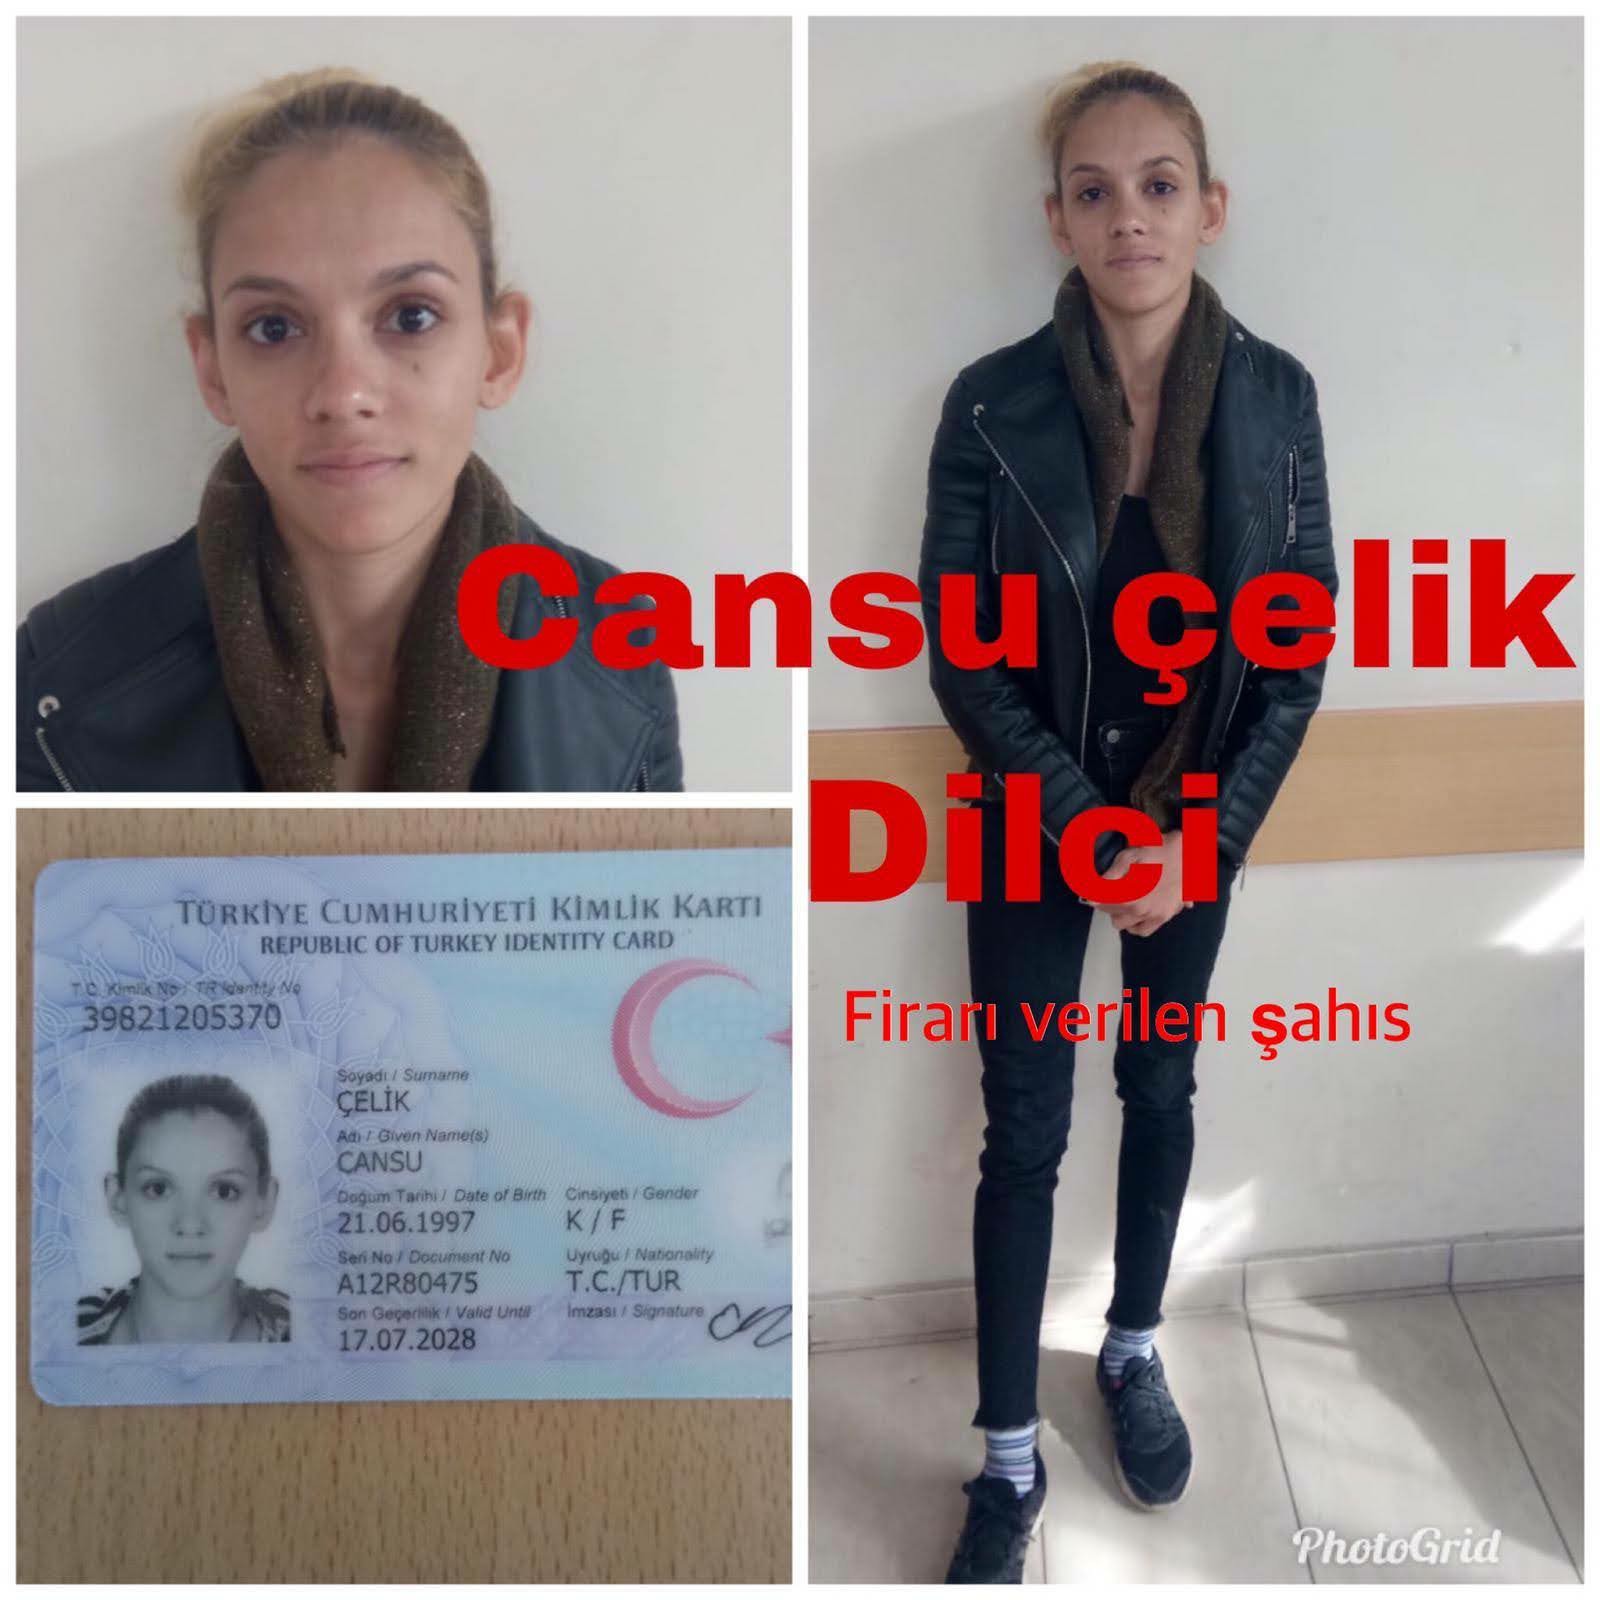 Cansu çelik
Dilci
Firarı verilen şahıs
TÜRKİYE CUMHURİYETİ KİMLİK KARTI
REPUBLIC OF TURKEY IDENTITY CARD
T.C. Kimlik No / TR Identity No
39821205370
Soyadı / Surname
ÇELİK
Adı / Given Name(s)
CANSU
Doğum Tarihi / Date of Birth Cinsiyeti / Gender
21.06.1997 K / F
Seri No / Document No Uyruğu / Nationality
A12R80475 T.C./TUR
Son Geçerlilik / Valid Until İmzası / Signature
17.07.2028
PhotoGrid